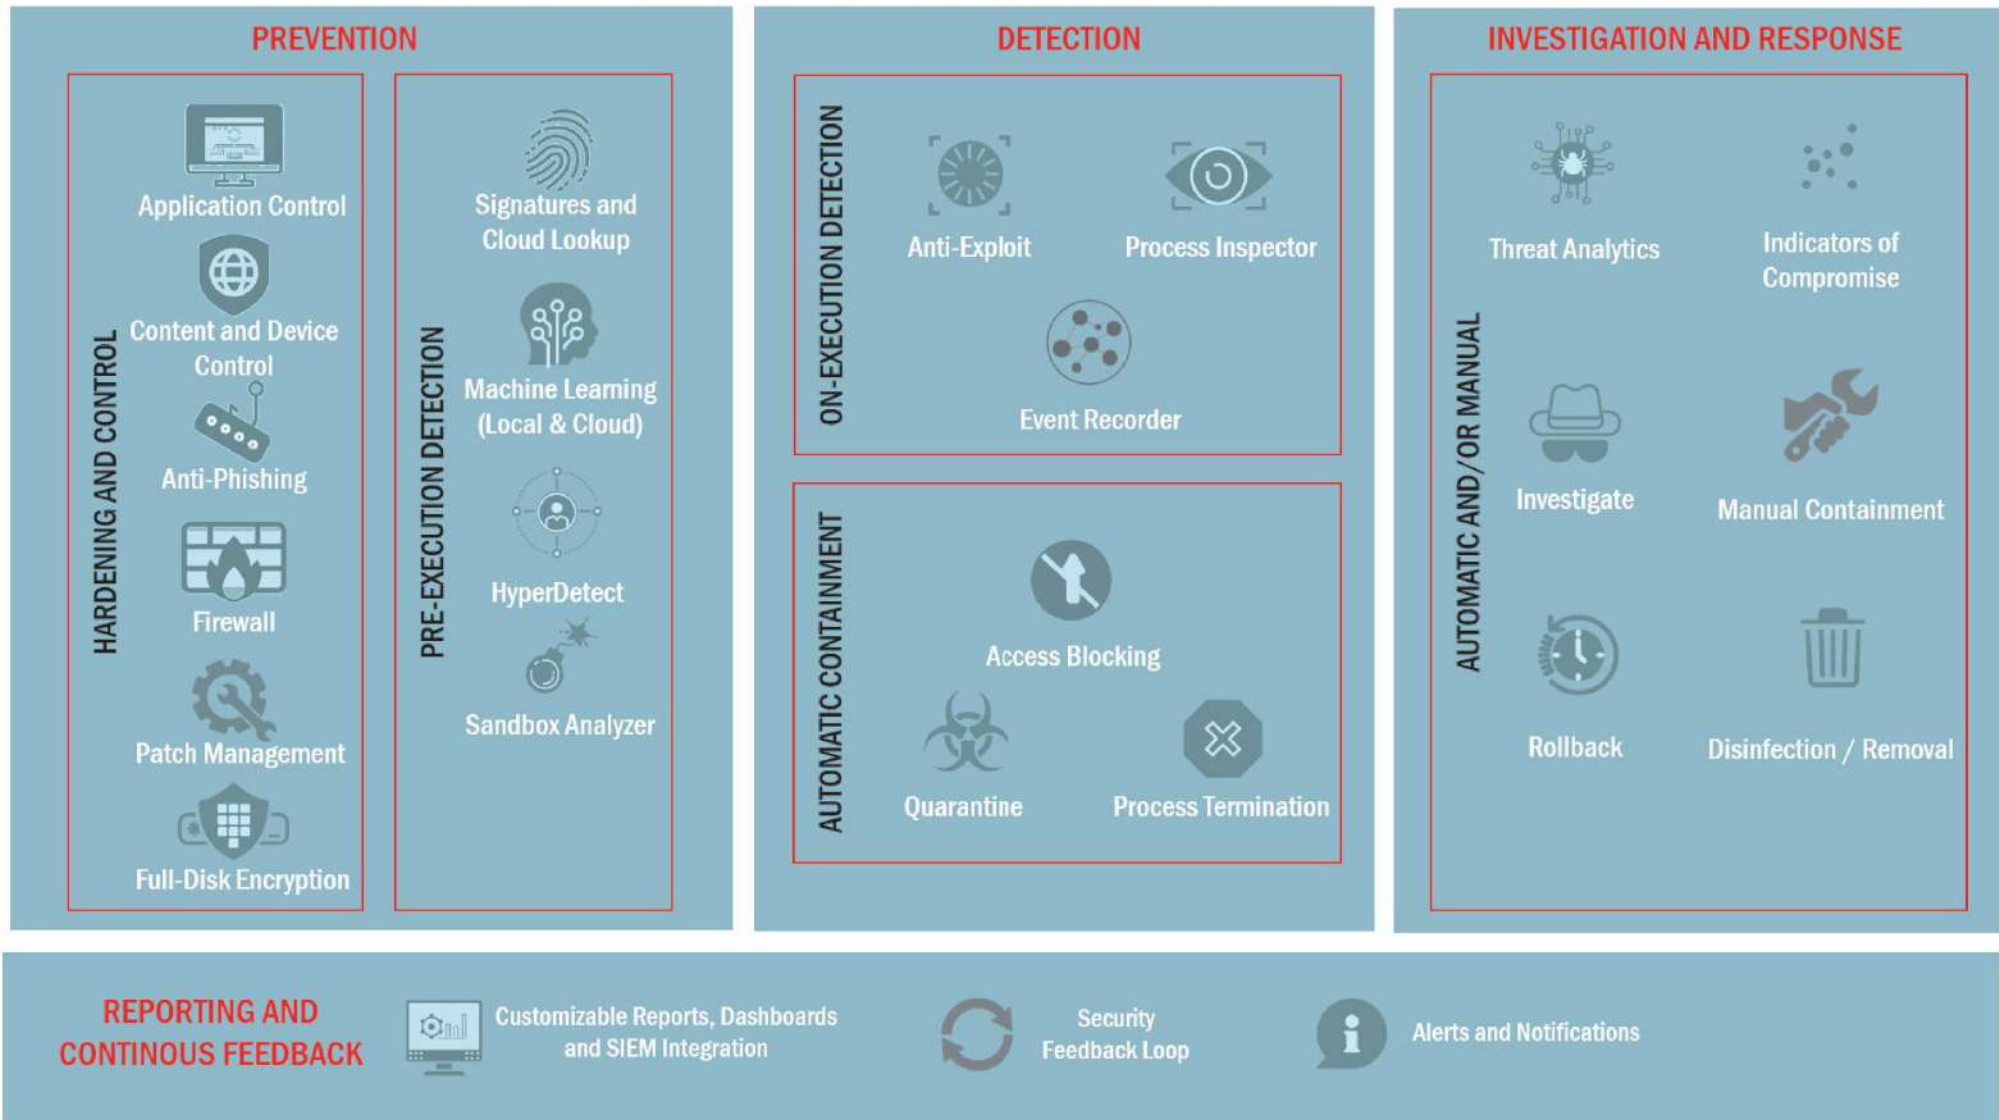 PREVENTION
HARDENING AND CONTROL
Application Control
Content and Device
Control
Anti-Phishing
Firewall
Patch Management
Full-Disk Encryption
PRE-EXECUTION DETECTION
Signatures and
Cloud Lookup
Machine Learning
(Local & Cloud)
HyperDetect
Sandbox Analyzer
DETECTION
ON-EXECUTION DETECTION
Anti-Exploit
Process Inspector
Event Recorder
AUTOMATIC CONTAINMENT
Access Blocking
Quarantine
Process Termination
INVESTIGATION AND RESPONSE
AUTOMATIC AND/OR MANUAL
Threat Analytics
Indicators of
Compromise
Investigate
Manual Containment
Rollback
Disinfection / Removal
REPORTING AND
CONTINOUS FEEDBACK
Customizable Reports, Dashboards
and SIEM Integration
Security
Feedback Loop
Alerts and Notifications